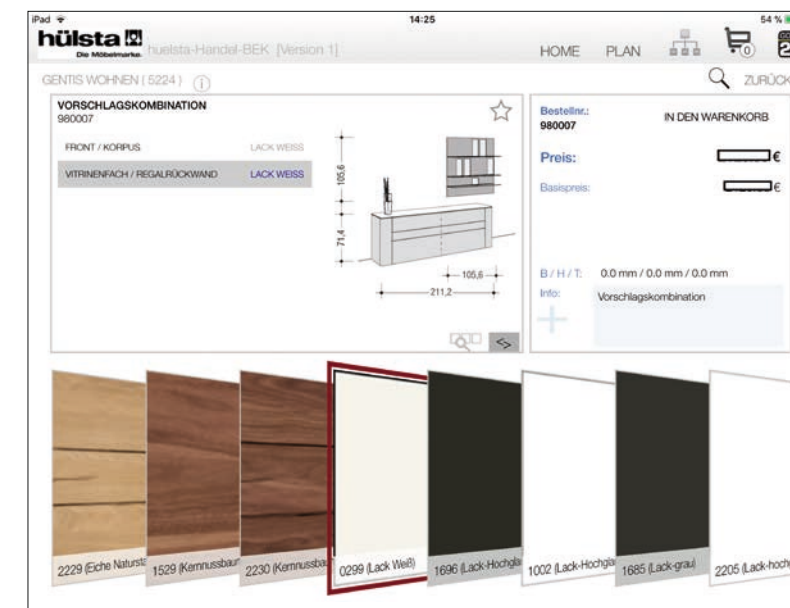 iPad 14:25 54 %
hülsta
Die Möbelmarke. huelsta-Handel-BEK [Version 1] HOME PLAN 0
GENTIS WOHNEN ( 5224 ) i ZURÜCK
VORSCHLAGSKOMBINATION
980007
FRONT / KORPUS LACK WEISS
VITRINENFACH / REGALRÜCKWAND LACK WEISS
105,6
71,4
105,6
211,2
Bestellnr.: IN DEN WARENKORB
980007
Preis: €
Basispreis: €
B / H / T: 0.0 mm / 0.0 mm / 0.0 mm
Info: Vorschlagskombination
2229 (Eiche Naturst
1529 (Kernnussbaum
2230 (Kernnussba
0299 (Lack Weiß)
1696 (Lack-Hochgla
1002 (Lack-Hochgla
1685 (Lack-grau)
2205 (Lack-hochg